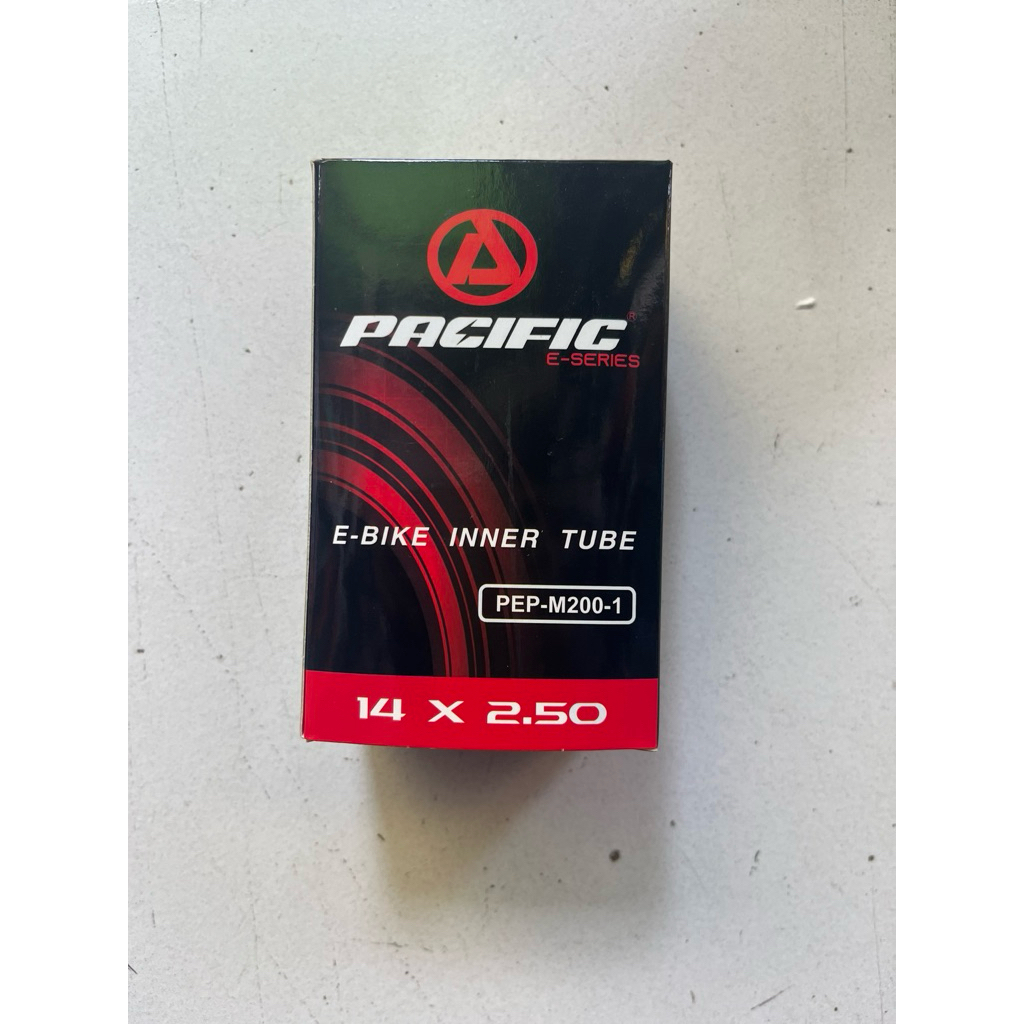 PACIFIC®
E-SERIES
E-BIKE INNER TUBE
PEP-M200-1
14 X 2.50